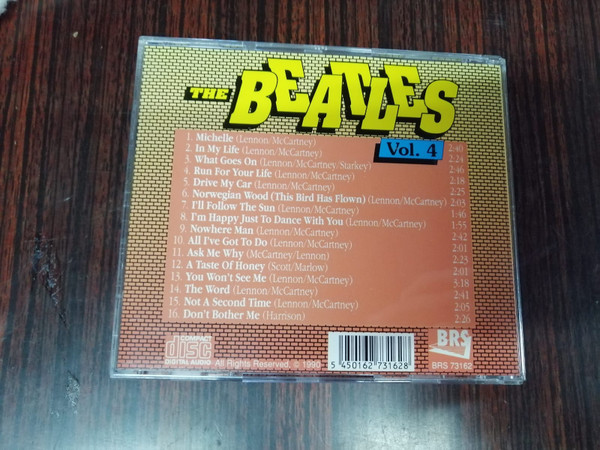 THE BEATLES
Vol. 4
1. Michelle (Lennon/McCartney) 2:40
2. In My Life (Lennon/McCartney) 2:24
3. What Goes On (Lennon/McCartney/Starkey) 2:46
4. Run For Your Life (Lennon/McCartney) 2:18
5. Drive My Car (Lennon/McCartney) 2:25
6. Norwegian Wood (This Bird Has Flown) (Lennon/McCartney) 2:03
7. I'll Follow The Sun (Lennon/McCartney) 1:46
8. I'm Happy Just To Dance With You (Lennon/McCartney) 1:55
9. Nowhere Man (Lennon/McCartney) 2:42
10. All I've Got To Do (Lennon/McCartney) 2:01
11. Ask Me Why (McCartney/Lennon) 2:23
12. A Taste Of Honey (Scott/Marlow) 2:01
13. You Won't See Me (Lennon/McCartney) 3:18
14. The Word (Lennon/McCartney) 2:41
15. Not A Second Time (Lennon/McCartney) 2:05
16. Don't Bother Me (Harrison) 2:26
COMPACT disc DIGITAL AUDIO
All Rights Reserved. © 1990
5 450162 731628
BRS
BRS 73162